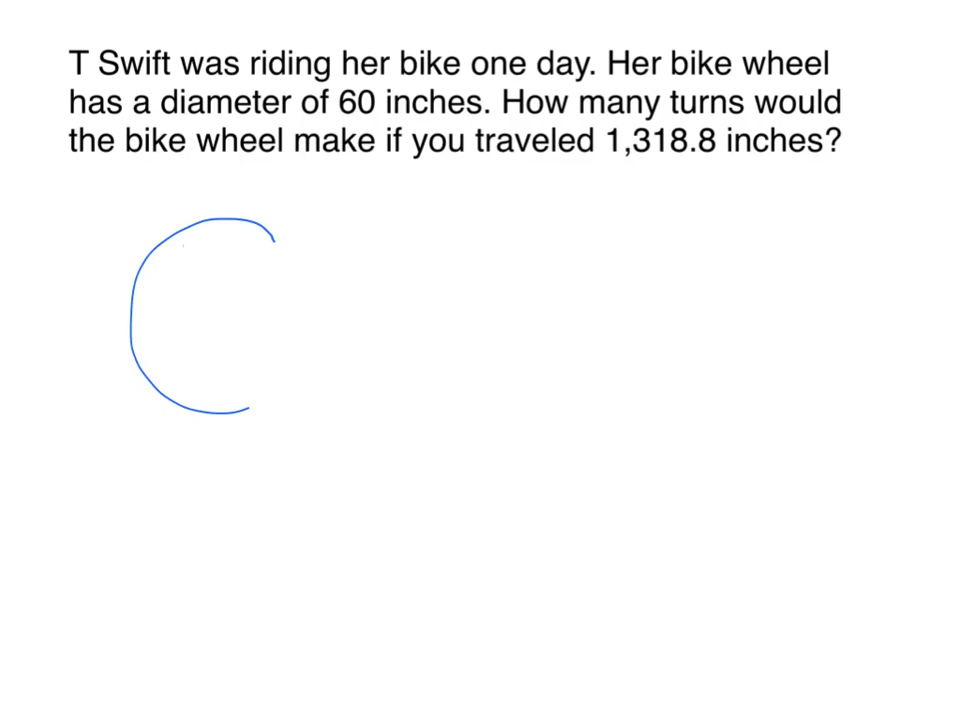 T Swift was riding her bike one day. Her bike wheel
has a diameter of 60 inches. How many turns would
the bike wheel make if you traveled 1,318.8 inches?